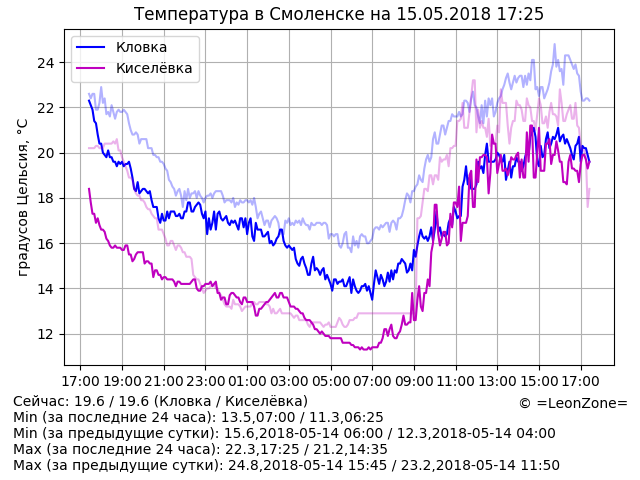 Температура в Смоленске на 15.05.2018 17:25
Кловка
Киселёвка
градусов Цельсия, °C
24
22
20
18
16
14
12
17:00 19:00 21:00 23:00 01:00 03:00 05:00 07:00 09:00 11:00 13:00 15:00 17:00
Сейчас: 19.6 / 19.6 (Кловка / Киселёвка)
© =LeonZone=
Min (за последние 24 часа): 13.5,07:00 / 11.3,06:25
Min (за предыдущие сутки): 15.6,2018-05-14 06:00 / 12.3,2018-05-14 04:00
Max (за последние 24 часа): 22.3,17:25 / 21.2,14:35
Max (за предыдущие сутки): 24.8,2018-05-14 15:45 / 23.2,2018-05-14 11:50